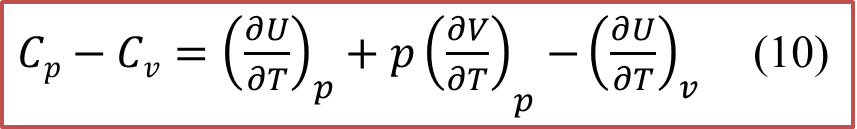 C_p − C_v = (∂U/∂T)_p + p (∂V/∂T)_p − (∂U/∂T)_v (10)